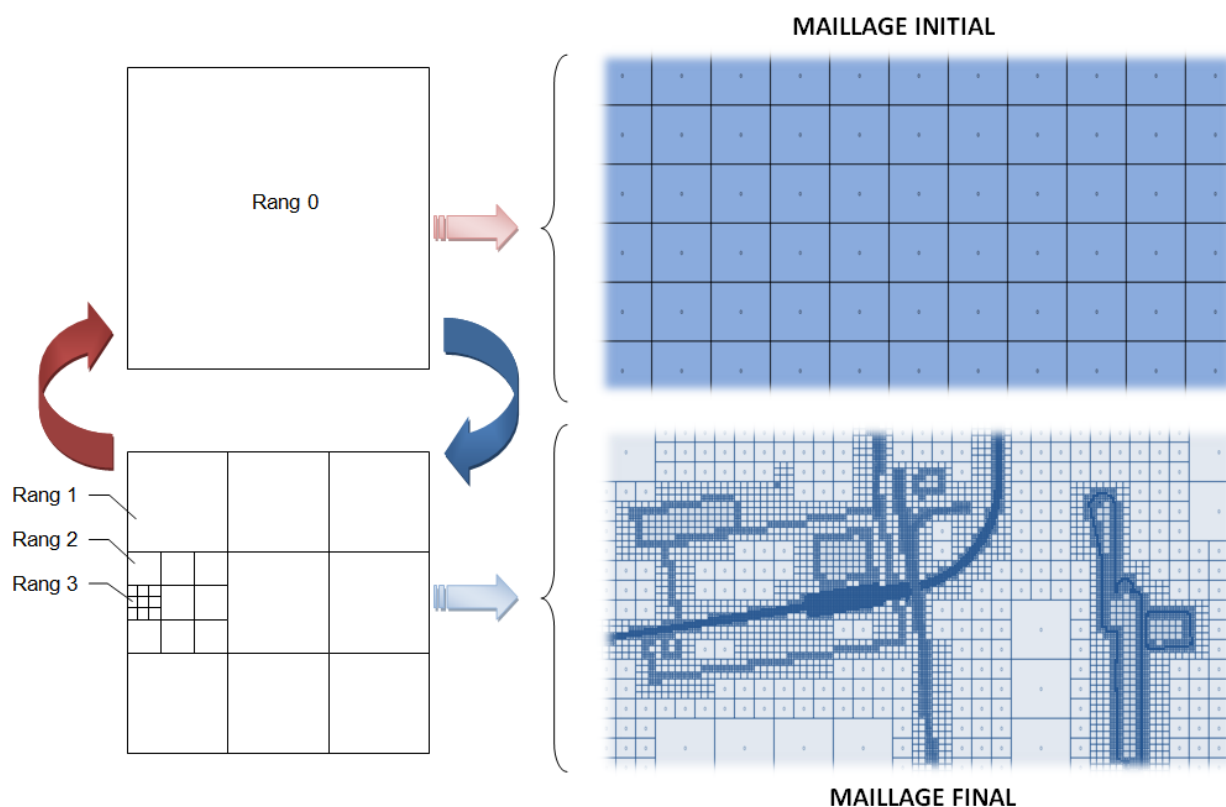 MAILLAGE INITIAL
Rang 0
Rang 1
Rang 2
Rang 3
MAILLAGE FINAL